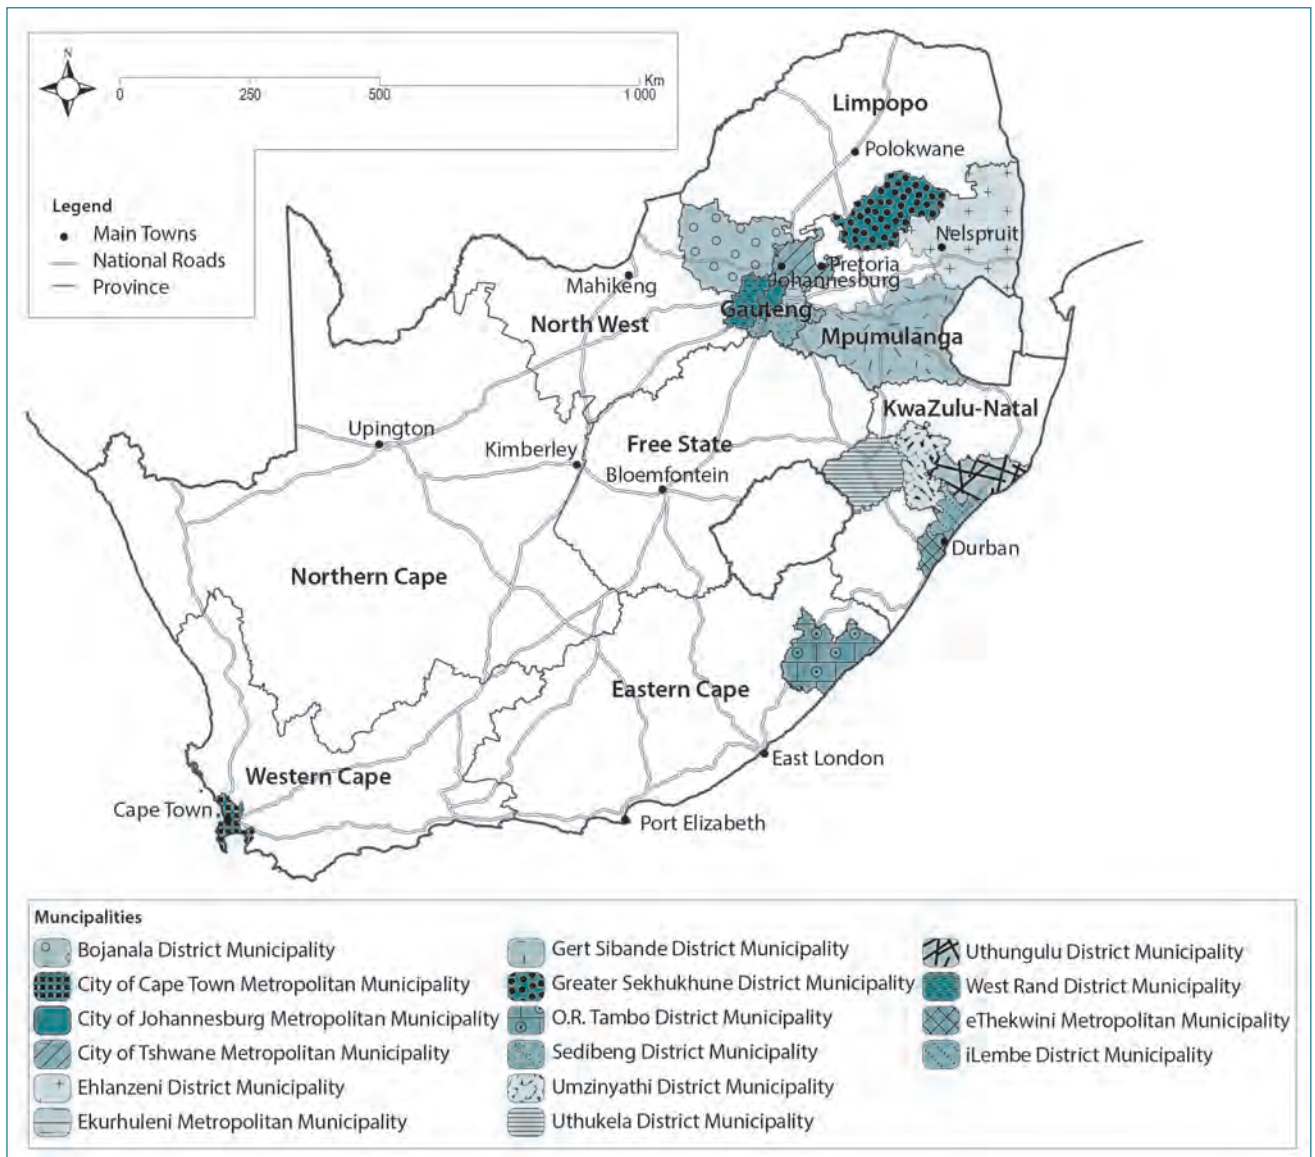 N
Km
0 250 500 1 000
Legend
Main Towns
National Roads
Province
Limpopo
Polokwane
Nelspruit
Pretoria
Johannesburg
Mahikeng
Gauteng
North West
Mpumulanga
KwaZulu-Natal
Upington
Free State
Kimberley
Bloemfontein
Durban
Northern Cape
Eastern Cape
East London
Western Cape
Cape Town
Port Elizabeth
Muncipalities
Bojanala District Municipality
City of Cape Town Metropolitan Municipality
City of Johannesburg Metropolitan Municipality
City of Tshwane Metropolitan Municipality
Ehlanzeni District Municipality
Ekurhuleni Metropolitan Municipality
Gert Sibande District Municipality
Greater Sekhukhune District Municipality
O.R. Tambo District Municipality
Sedibeng District Municipality
Umzinyathi District Municipality
Uthukela District Municipality
Uthungulu District Municipality
West Rand District Municipality
eThekwini Metropolitan Municipality
iLembe District Municipality